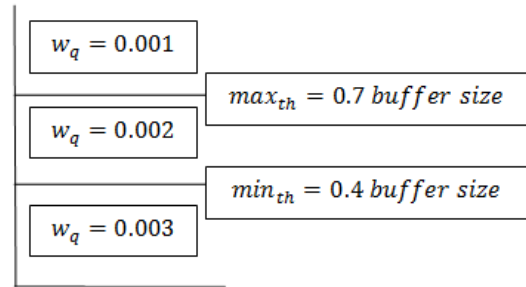 w_q = 0.001
max_th = 0.7 buffer size
w_q = 0.002
min_th = 0.4 buffer size
w_q = 0.003